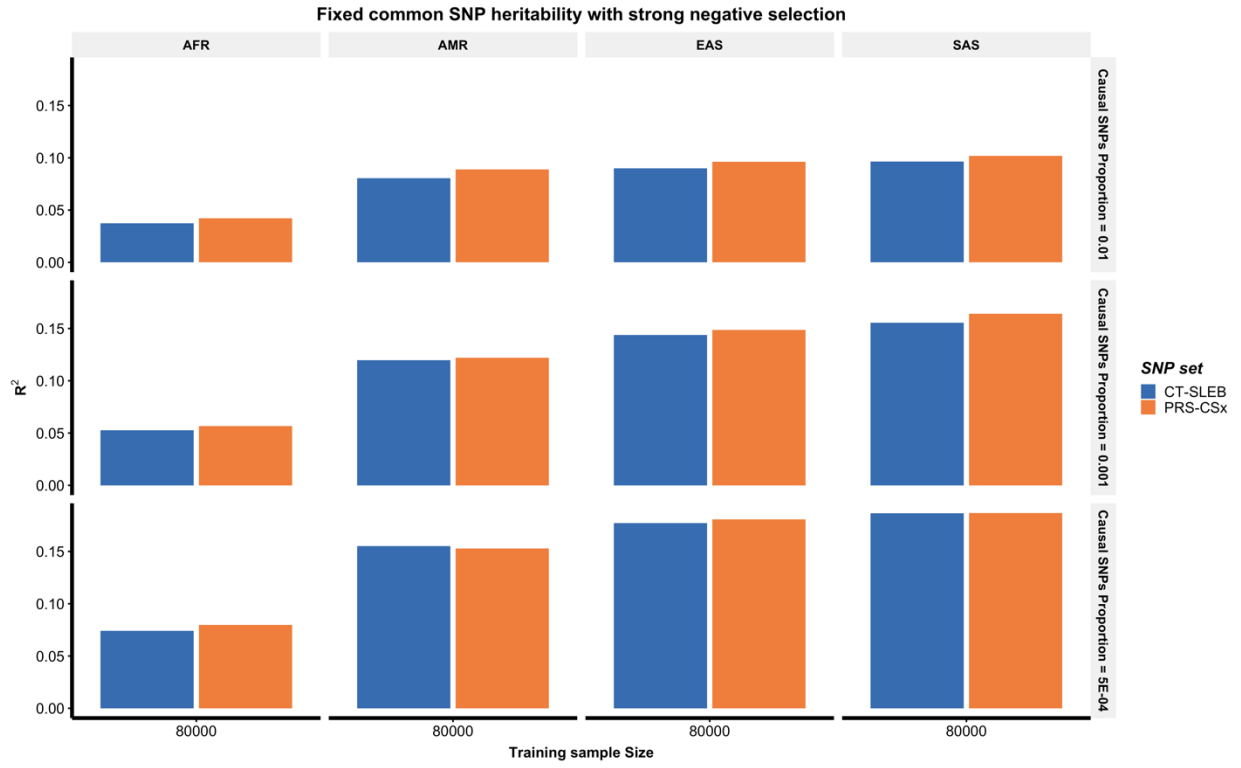 Fixed common SNP heritability with strong negative selection
AFR
AMR
EAS
SAS
0.15
0.10
0.05
0.00
Causal SNPs Proportion = 0.01
0.15
0.10
0.05
0.00
Causal SNPs Proportion = 0.001
0.15
0.10
0.05
0.00
Causal SNPs Proportion = 5E-04
R²
80000
80000
80000
80000
Training sample Size
SNP set
CT-SLEB
PRS-CSx